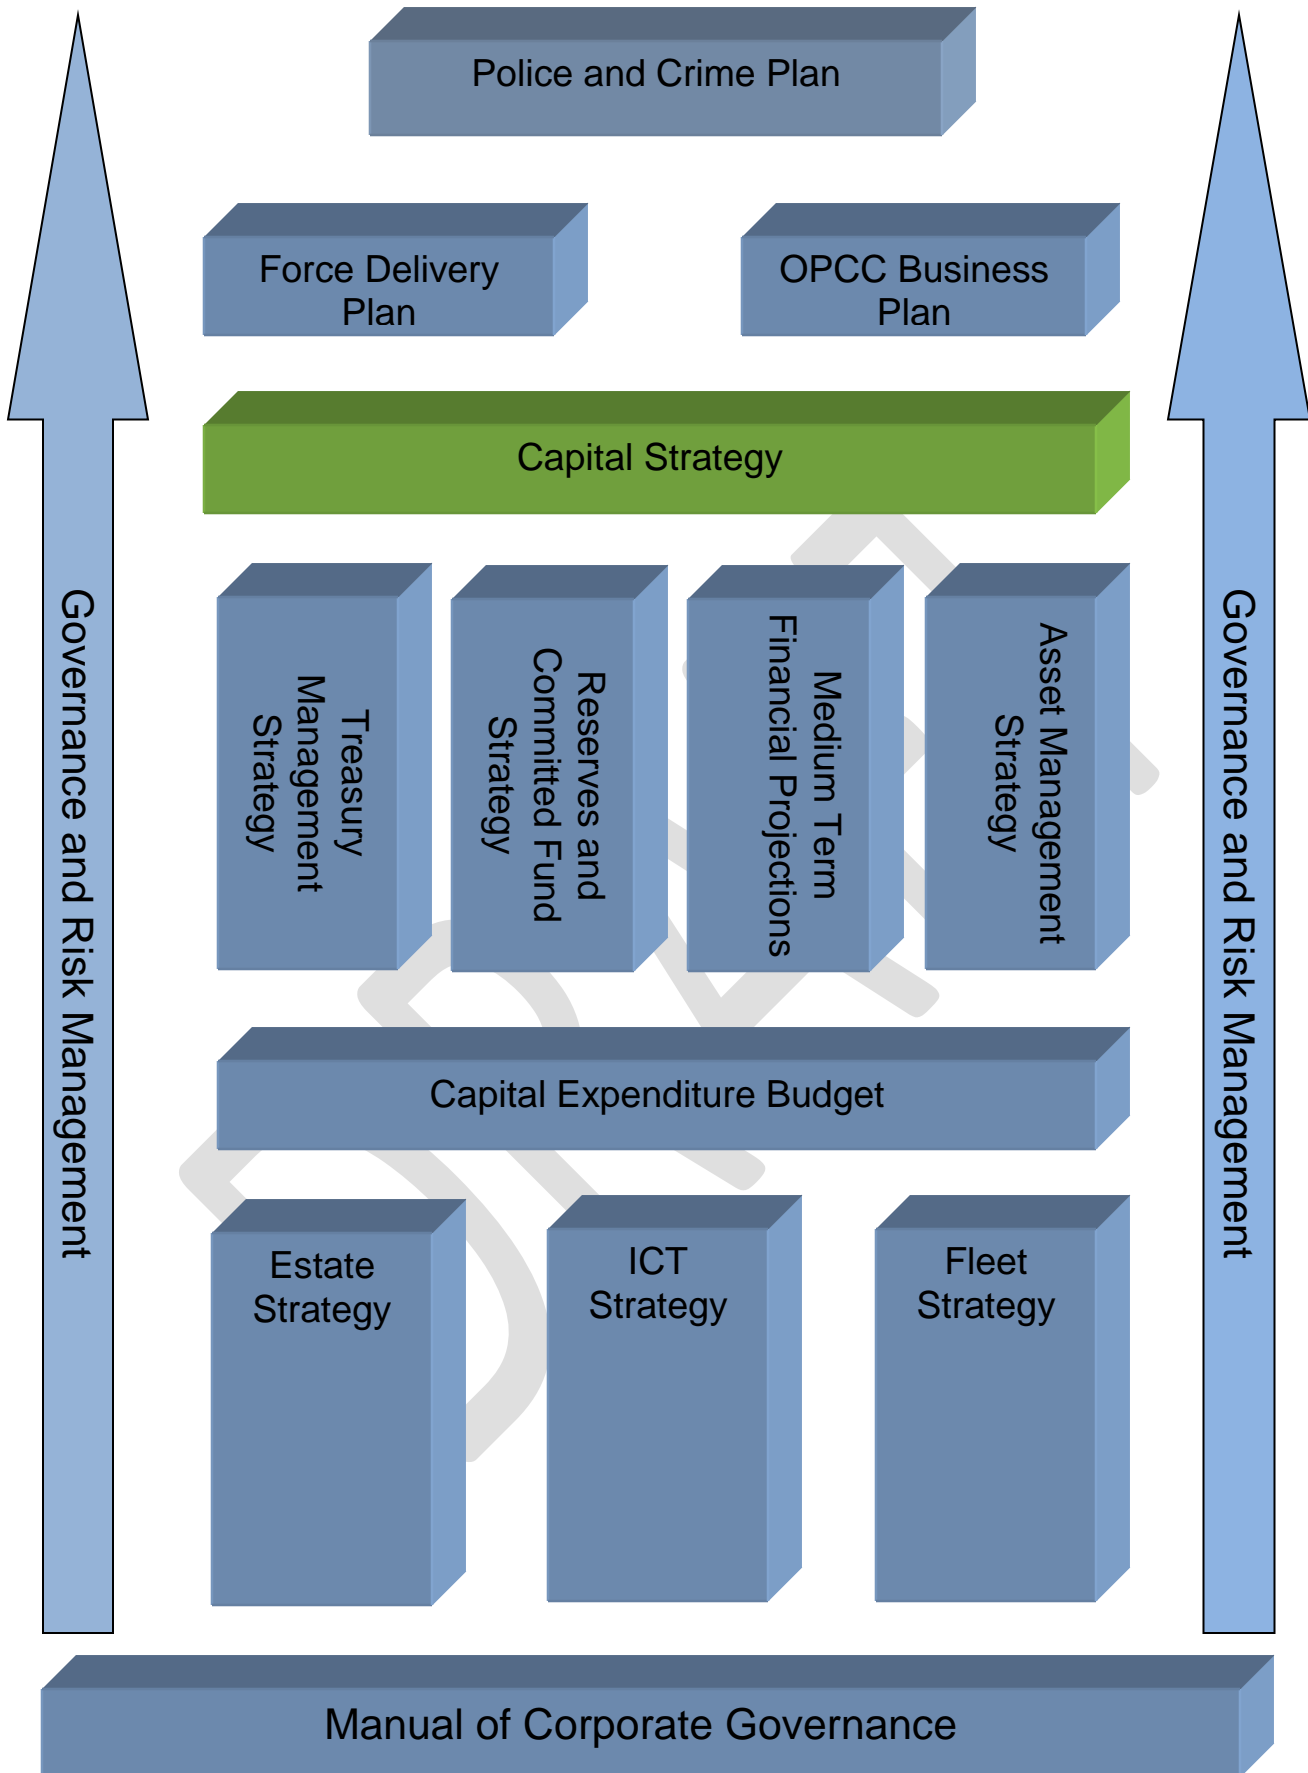 Police and Crime Plan
Force Delivery
Plan
OPCC Business
Plan
Capital Strategy
Governance and Risk Management
Treasury
Management
Strategy
Reserves and
Committed Fund
Strategy
Medium Term
Financial Projections
Asset Management
Strategy
Governance and Risk Management
Capital Expenditure Budget
Estate
Strategy
ICT
Strategy
Fleet
Strategy
Manual of Corporate Governance
DRAFT